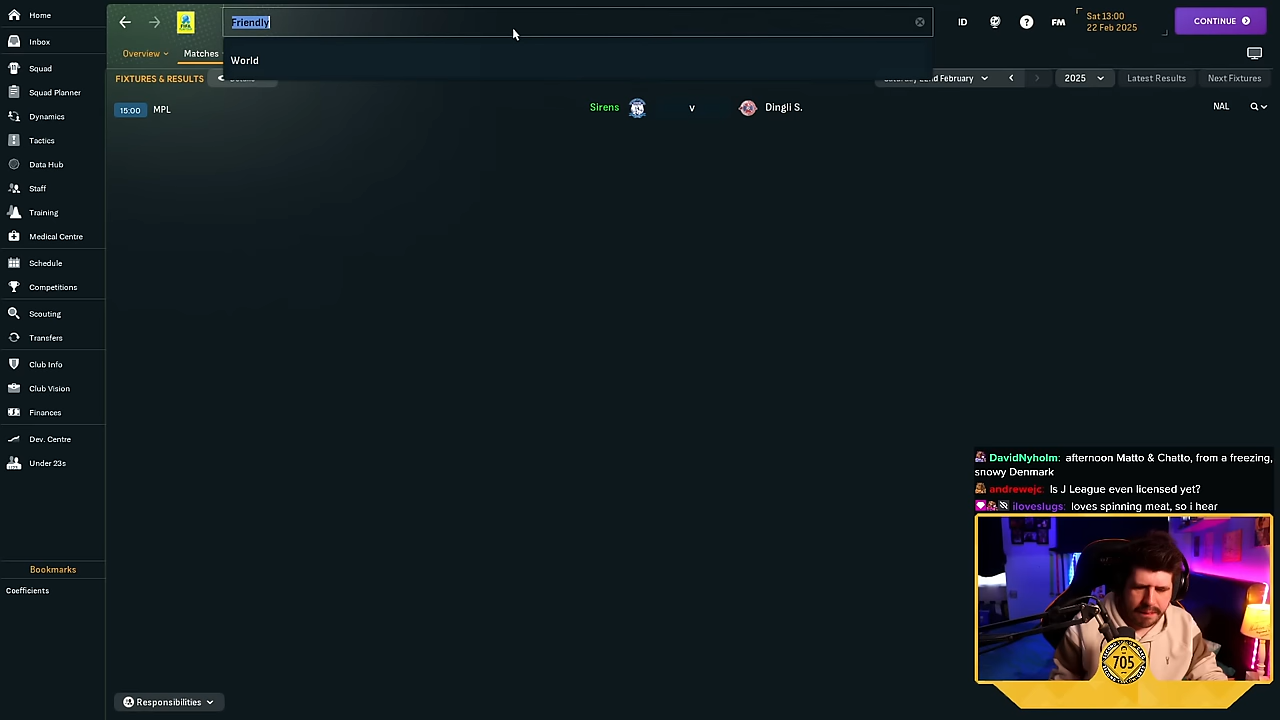 Home
Inbox
Squad
Squad Planner
Dynamics
Tactics
Data Hub
Staff
Training
Medical Centre
Schedule
Competitions
Scouting
Transfers
Club Info
Club Vision
Finances
Dev. Centre
Under 23s
Bookmarks
Coefficients
Friendly
World
ID
FM
Sat 13:00
22 Feb 2025
CONTINUE
Overview
Matches
FIXTURES & RESULTS
2025
Latest Results
Next Fixtures
15:00 MPL
Sirens
v
Dingli S.
NAL
DavidNyholm: afternoon Matto & Chatto, from a freezing,
snowy Denmark
andrewejc: Is J League even licensed yet?
iloveslugs: loves spinning meat, so i hear
705
Responsibilities